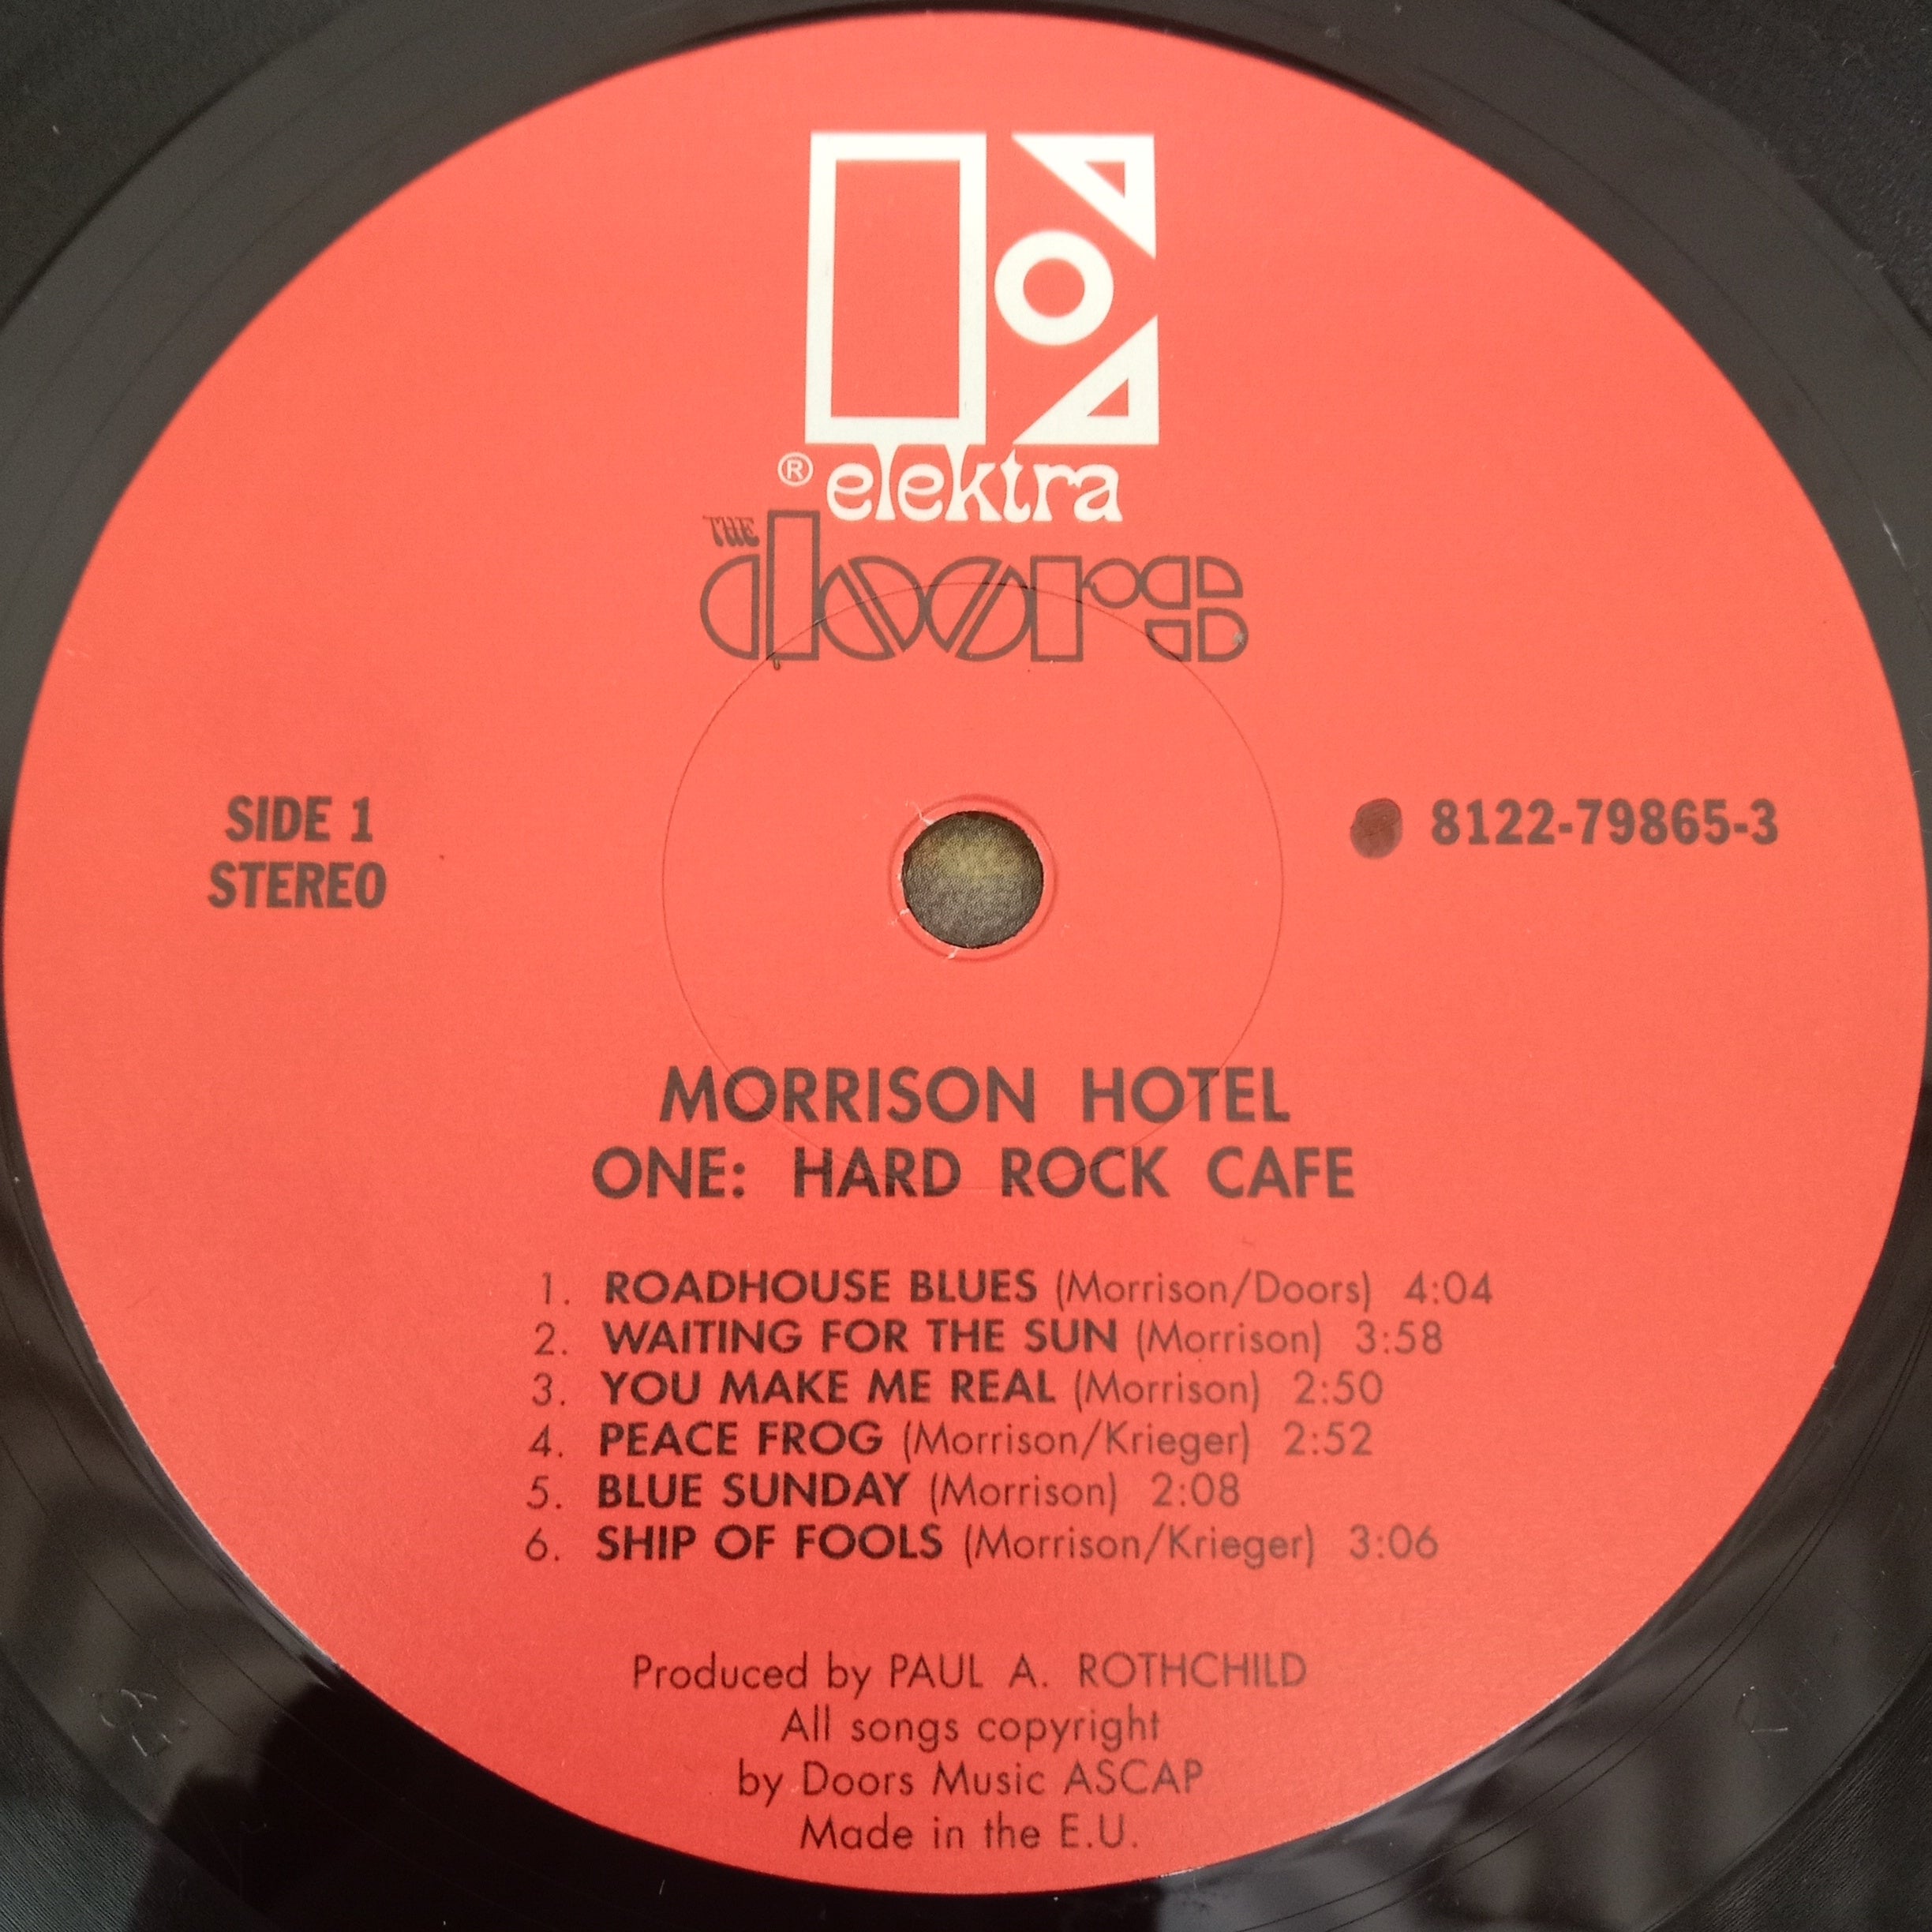 ® elektra
THE doors
SIDE 1
STEREO
8122-79865-3
MORRISON HOTEL
ONE: HARD ROCK CAFE
1. ROADHOUSE BLUES (Morrison/Doors) 4:04
2. WAITING FOR THE SUN (Morrison) 3:58
3. YOU MAKE ME REAL (Morrison) 2:50
4. PEACE FROG (Morrison/Krieger) 2:52
5. BLUE SUNDAY (Morrison) 2:08
6. SHIP OF FOOLS (Morrison/Krieger) 3:06
Produced by PAUL A. ROTHCHILD
All songs copyright
by Doors Music ASCAP
Made in the E.U.